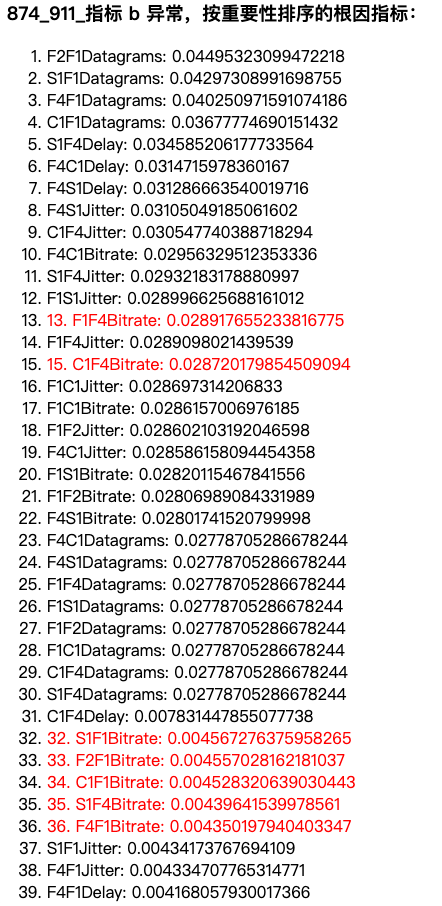 874_911_指标 b 异常，按重要性排序的根因指标：
1. F2F1Datagrams: 0.04495323099472218
2. S1F1Datagrams: 0.04297308991698755
3. F4F1Datagrams: 0.040250971591074186
4. C1F1Datagrams: 0.03677774690151432
5. S1F4Delay: 0.034585206177733564
6. F4C1Delay: 0.0314715978360167
7. F4S1Delay: 0.031286663540019716
8. F4S1Jitter: 0.03105049185061602
9. C1F4Jitter: 0.030547740388718294
10. F4C1Bitrate: 0.02956329512353336
11. S1F4Jitter: 0.02932183178880997
12. F1S1Jitter: 0.028996625688161012
13. 13. F1F4Bitrate: 0.028917655233816775
14. F1F4Jitter: 0.0289098021439539
15. 15. C1F4Bitrate: 0.028720179854509094
16. F1C1Jitter: 0.028697314206833
17. F1C1Bitrate: 0.0286157006976185
18. F1F2Jitter: 0.028602103192046598
19. F4C1Jitter: 0.028586158094454358
20. F1S1Bitrate: 0.02820115467841556
21. F1F2Bitrate: 0.02806989084331989
22. F4S1Bitrate: 0.02801741520799998
23. F4C1Datagrams: 0.02778705286678244
24. F4S1Datagrams: 0.02778705286678244
25. F1F4Datagrams: 0.02778705286678244
26. F1S1Datagrams: 0.02778705286678244
27. F1F2Datagrams: 0.02778705286678244
28. F1C1Datagrams: 0.02778705286678244
29. C1F4Datagrams: 0.02778705286678244
30. S1F4Datagrams: 0.02778705286678244
31. C1F4Delay: 0.007831447855077738
32. 32. S1F1Bitrate: 0.004567276375958265
33. 33. F2F1Bitrate: 0.004557028162181037
34. 34. C1F1Bitrate: 0.004528320639030443
35. 35. S1F4Bitrate: 0.00439641539978561
36. 36. F4F1Bitrate: 0.004350197940403347
37. S1F1Jitter: 0.00434173767694109
38. F4F1Jitter: 0.004334707765314771
39. F4F1Delay: 0.004168057930017366